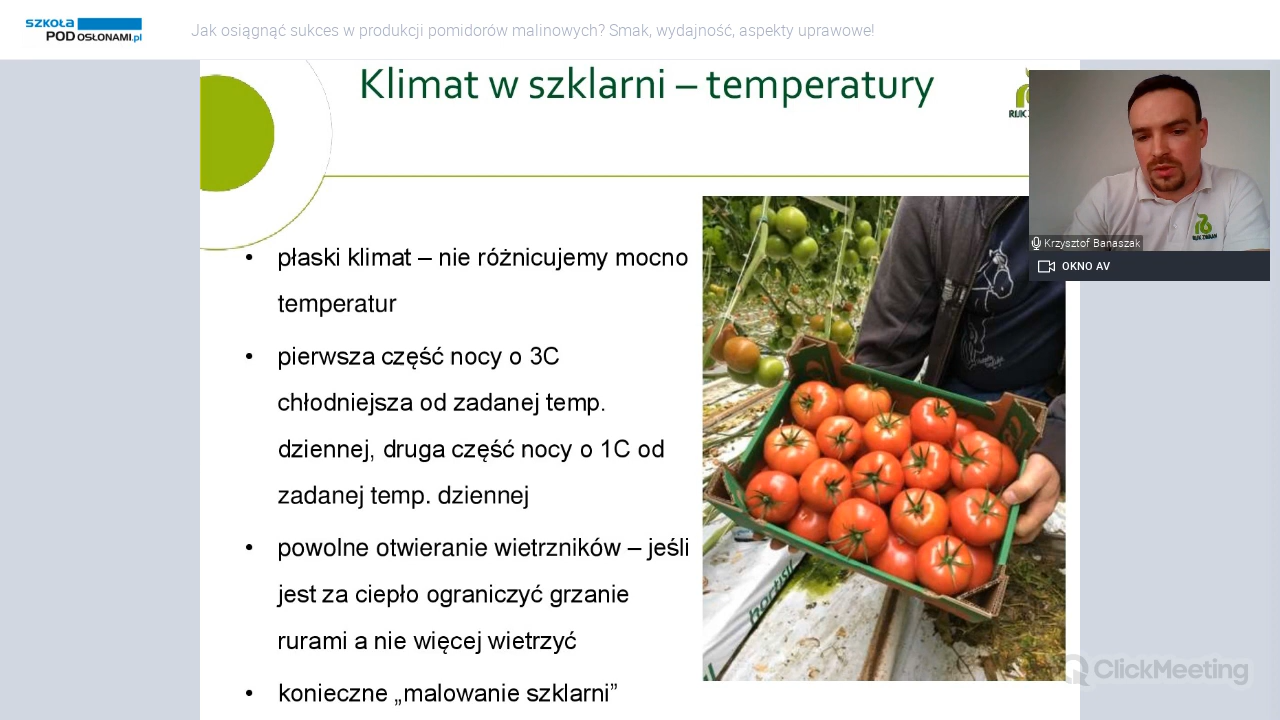 SZKOŁA
POD OSŁONAMI.pl
Jak osiągnąć sukces w produkcji pomidorów malinowych? Smak, wydajność, aspekty uprawowe!
Klimat w szklarni – temperatury
Krzysztof Banaszak
OKNO AV
• płaski klimat – nie różnicujemy mocno
temperatur
• pierwsza część nocy o 3C
chłodniejsza od zadanej temp.
dziennej, druga część nocy o 1C od
zadanej temp. dziennej
• powolne otwieranie wietrzników – jeśli
jest za ciepło ograniczyć grzanie
rurami a nie więcej wietrzyć
• konieczne „malowanie szklarni”
RIJK ZWAAN
ClickMeeting